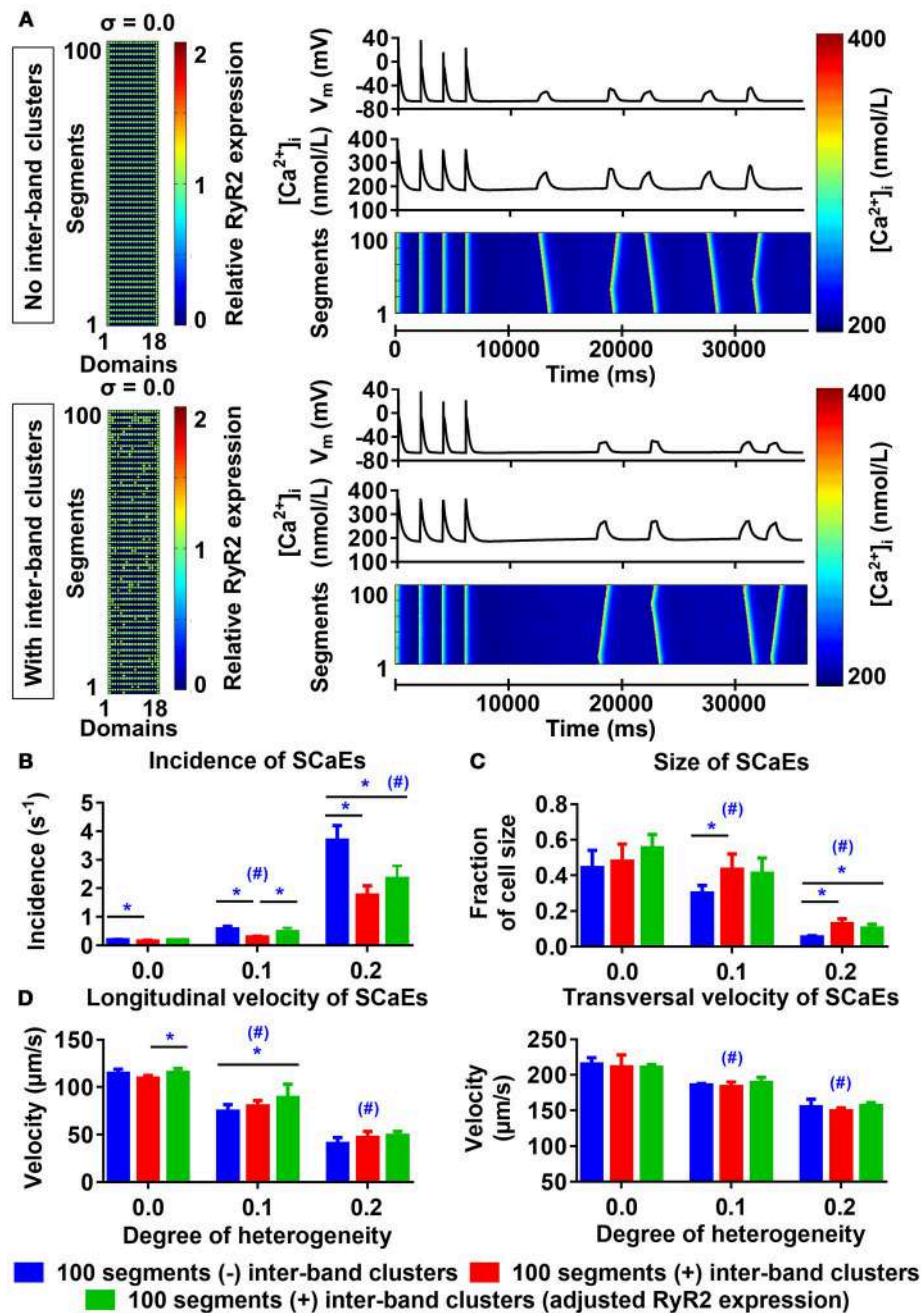 A
No inter-band clusters
σ = 0.0
100
Segments
1
1 18
Domains
2
1
0
Relative RyR2 expression
40
0
-40
-80
Vm (mV)
400
300
200
100
[Ca2+]i
(nmol/L)
100
1
Segments
0 10000 20000 30000
Time (ms)
400
200
[Ca2+]i (nmol/L)
With inter-band clusters
σ = 0.0
100
Segments
1
1 18
Domains
2
1
0
Relative RyR2 expression
40
0
-40
-80
Vm (mV)
400
300
200
100
[Ca2+]i
(nmol/L)
100
1
Segments
0 10000 20000 30000
Time (ms)
400
200
[Ca2+]i (nmol/L)
B
Incidence of SCaEs
Incidence (s-1)
5
4
3
2
1
0
*
* (#) *
* * (#)
0.0 0.1 0.2
C
Size of SCaEs
Fraction
of cell size
0.8
0.6
0.4
0.2
0.0
(#)
*
(#)
*
*
0.0 0.1 0.2
D
Longitudinal velocity of SCaEs
Velocity (µm/s)
150
100
50
0
*
(#)
*
(#)
0.0 0.1 0.2
Degree of heterogeneity
Transversal velocity of SCaEs
Velocity
(µm/s)
250
200
150
100
50
(#)
(#)
0.0 0.1 0.2
Degree of heterogeneity
100 segments (-) inter-band clusters
100 segments (+) inter-band clusters
100 segments (+) inter-band clusters (adjusted RyR2 expression)